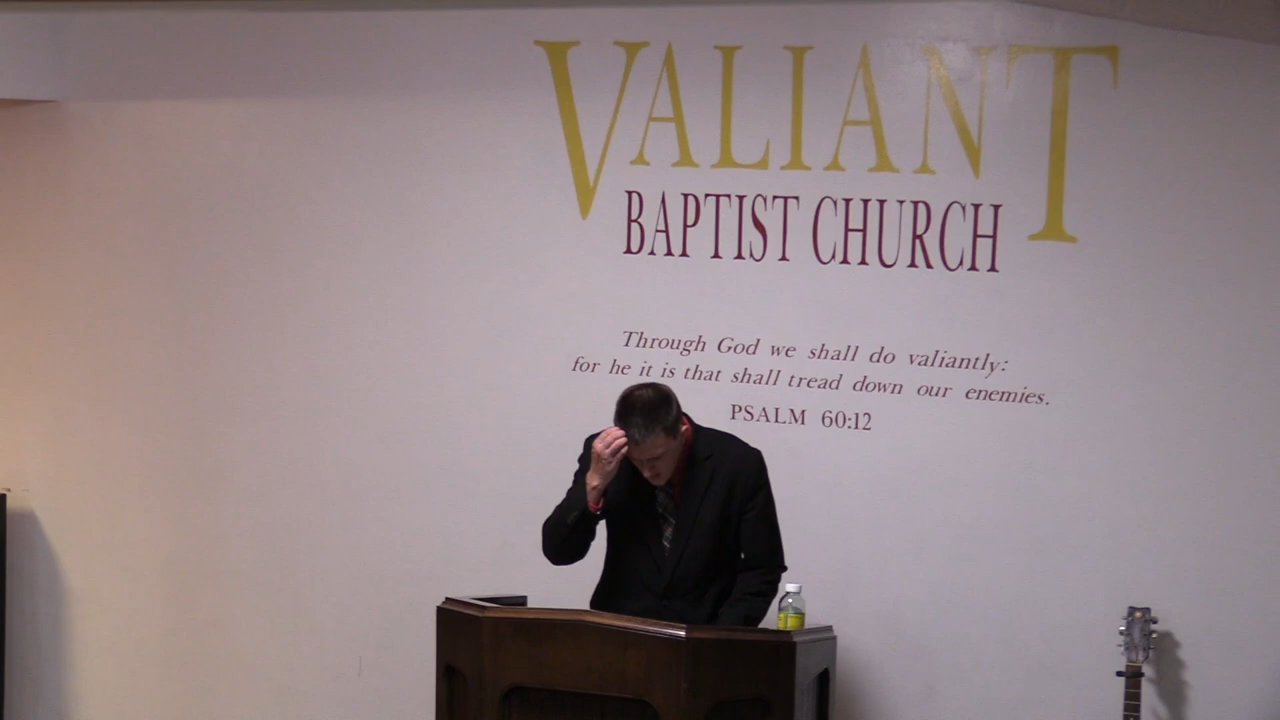 VALIANT
BAPTIST CHURCH
Through God we shall do valiantly:
for he it is that shall tread down our enemies.
PSALM 60:12